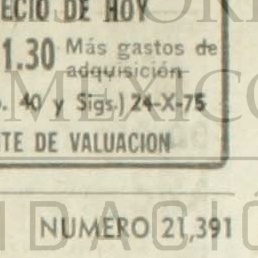 ECIO DE HOY
1.30 Más gastos de
adquisición
. 40 y Sigs.) 24-X-75
TE DE VALUACION
NUMERO 21,391